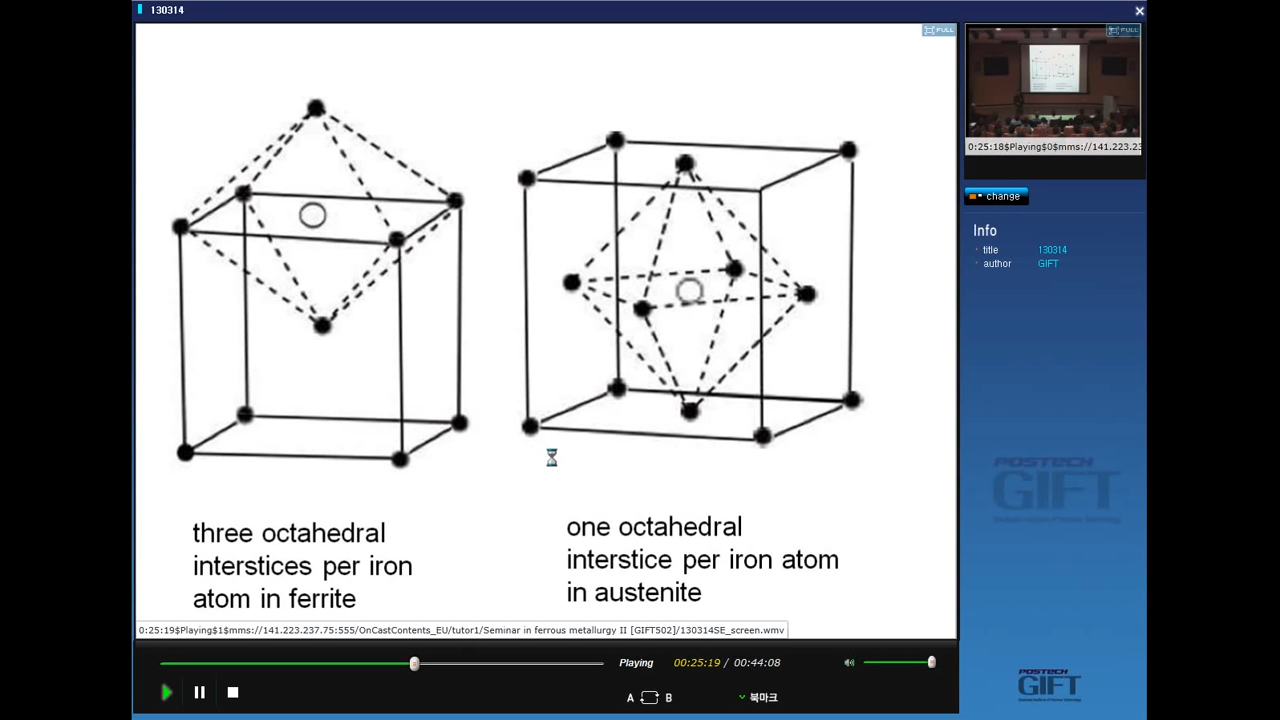 130314
FULL
FULL
0:25:18$Playing$0$mms://141.223.23
change
Info
title 130314
author GIFT
three octahedral
interstices per iron
atom in ferrite
one octahedral
interstice per iron atom
in austenite
0:25:19$Playing$1$mms://141.223.237.75:555/OnCastContents_EU/tutor1/Seminar in ferrous metallurgy II [GIFT502]/130314SE_screen.wmv
POSTECH
GIFT
Playing 00:25:19 / 00:44:08
A B 북마크
POSTECH
GIFT